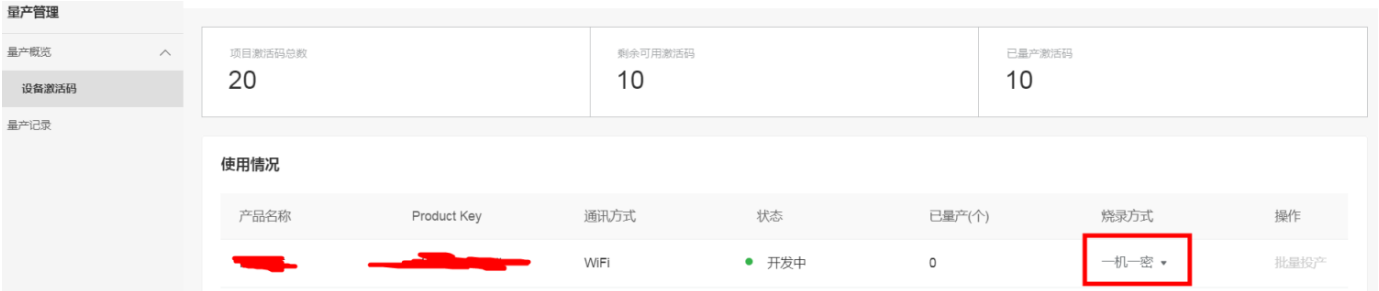 量产管理
量产概览
设备激活码
量产记录
项目激活码总数
20
剩余可用激活码
10
已量产激活码
10
使用情况
产品名称 Product Key 通讯方式 状态 已量产(个) 烧录方式 操作
WiFi 开发中 0 一机一密 批量投产